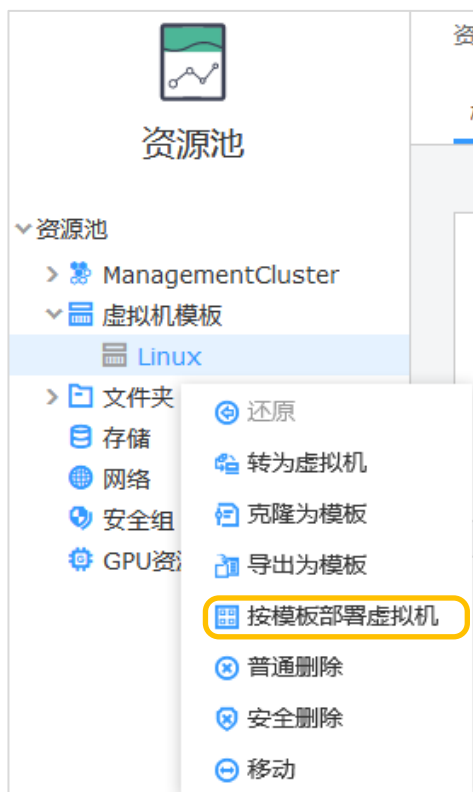 资源池
资
资源池
ManagementCluster
虚拟机模板
Linux
文件夹
存储
网络
安全组
GPU资
还原
转为虚拟机
克隆为模板
导出为模板
按模板部署虚拟机
普通删除
安全删除
移动